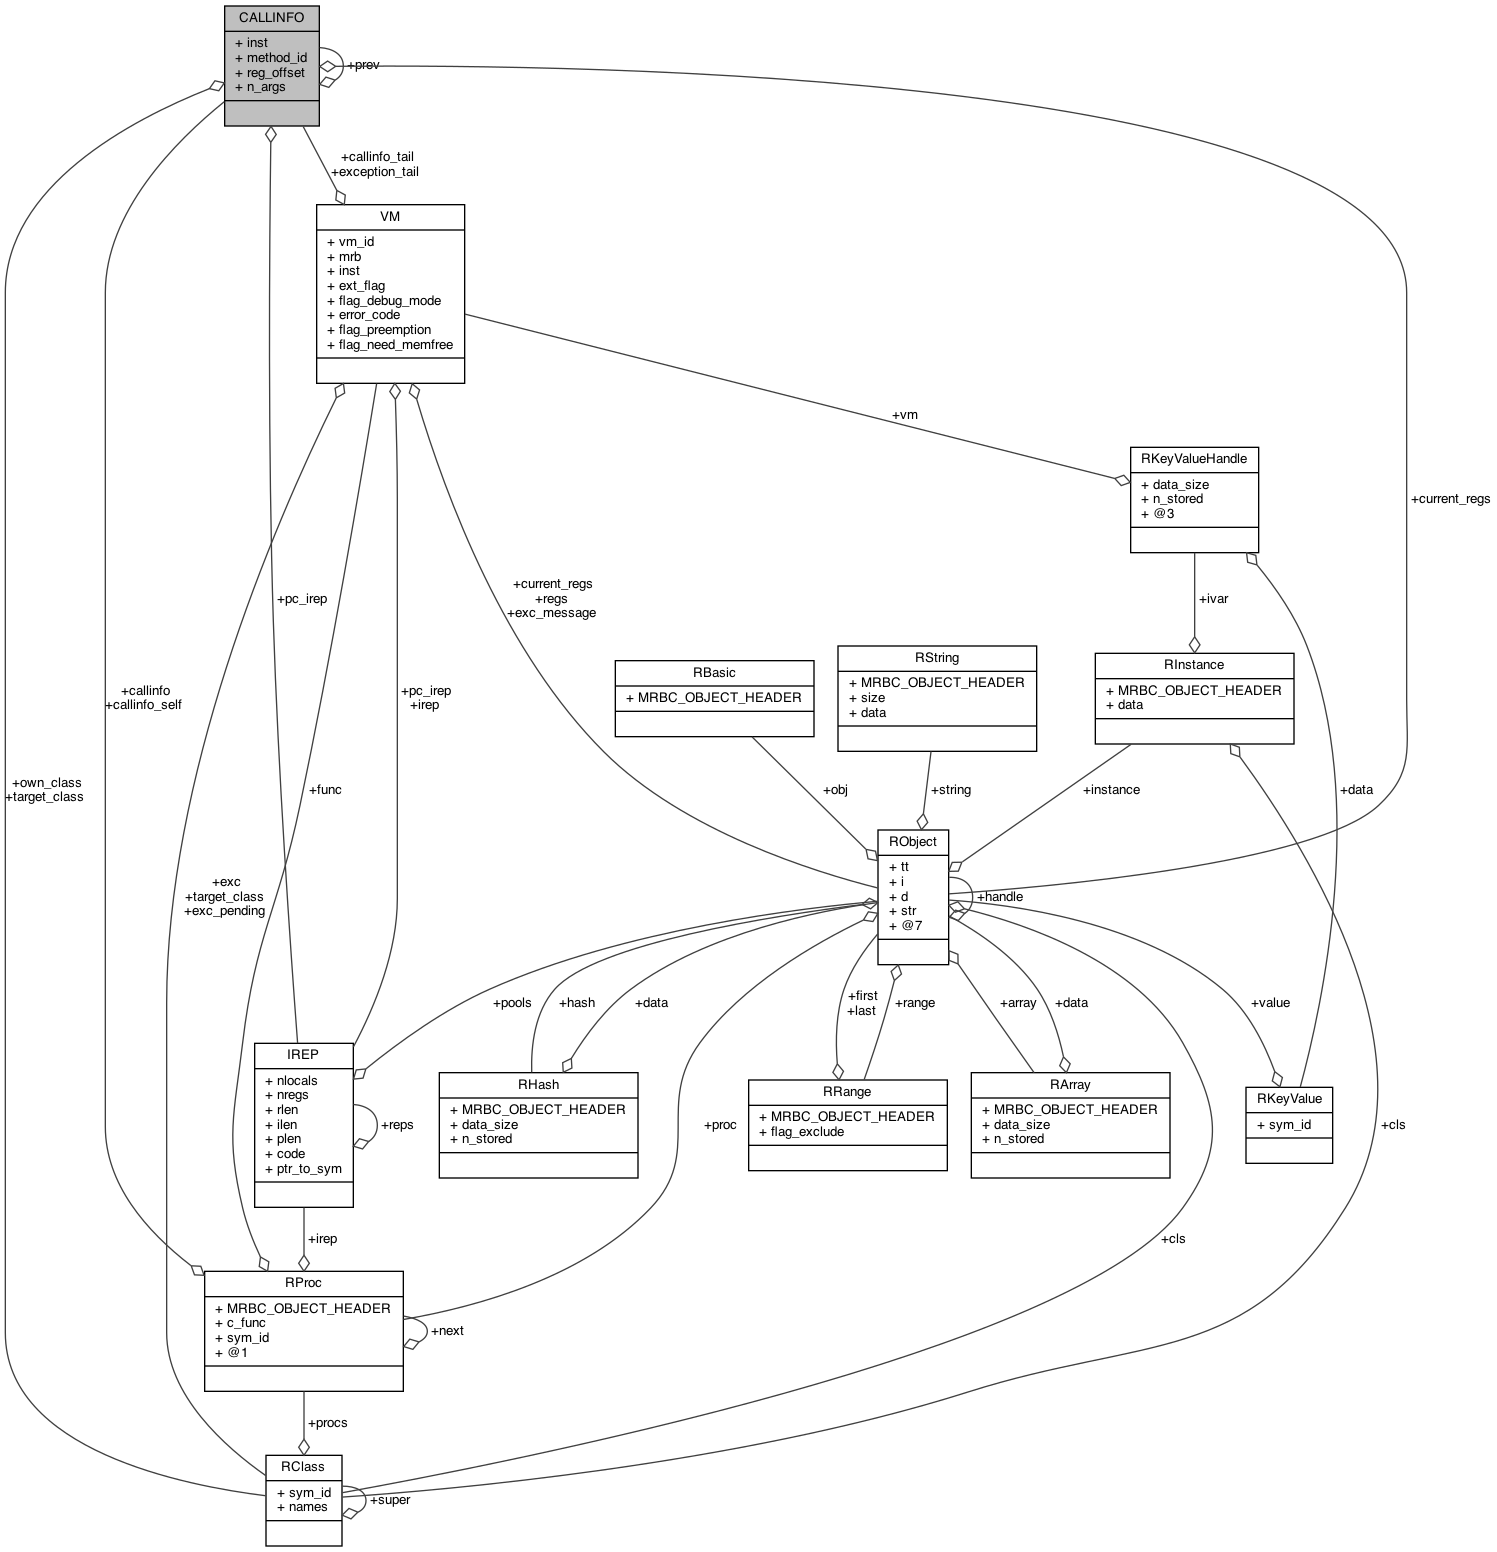 CALLINFO
+ inst
+ method_id
+ reg_offset
+ n_args
+prev
+callinfo_tail
+exception_tail
VM
+ vm_id
+ mrb
+ inst
+ ext_flag
+ flag_debug_mode
+ error_code
+ flag_preemption
+ flag_need_memfree
+vm
RKeyValueHandle
+ data_size
+ n_stored
+ @3
+current_regs
+current_regs
+regs
+exc_message
+pc_irep
+ivar
RBasic
+ MRBC_OBJECT_HEADER
RString
+ MRBC_OBJECT_HEADER
+ size
+ data
RInstance
+ MRBC_OBJECT_HEADER
+ data
+callinfo
+callinfo_self
+pc_irep
+irep
+own_class
+target_class
+func
+obj
+string
+instance
+data
RObject
+ tt
+ i
+ d
+ str
+ @7
+handle
+exc
+target_class
+exc_pending
+pools
+hash
+data
+first
+last
+range
+array
+data
+value
IREP
+ nlocals
+ nregs
+ rlen
+ ilen
+ plen
+ code
+ ptr_to_sym
+reps
RHash
+ MRBC_OBJECT_HEADER
+ data_size
+ n_stored
+proc
RRange
+ MRBC_OBJECT_HEADER
+ flag_exclude
RArray
+ MRBC_OBJECT_HEADER
+ data_size
+ n_stored
RKeyValue
+ sym_id
+cls
+irep
+cls
RProc
+ MRBC_OBJECT_HEADER
+ c_func
+ sym_id
+ @1
+next
+procs
RClass
+ sym_id
+ names
+super